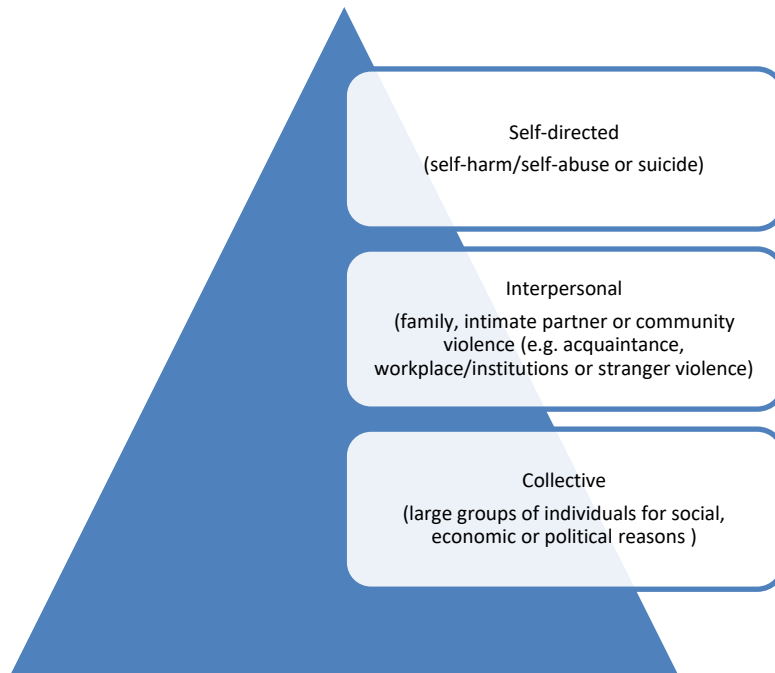 Self-directed
(self-harm/self-abuse or suicide)
Interpersonal
(family, intimate partner or community
violence (e.g. acquaintance,
workplace/institutions or stranger violence)
Collective
(large groups of individuals for social,
economic or political reasons )